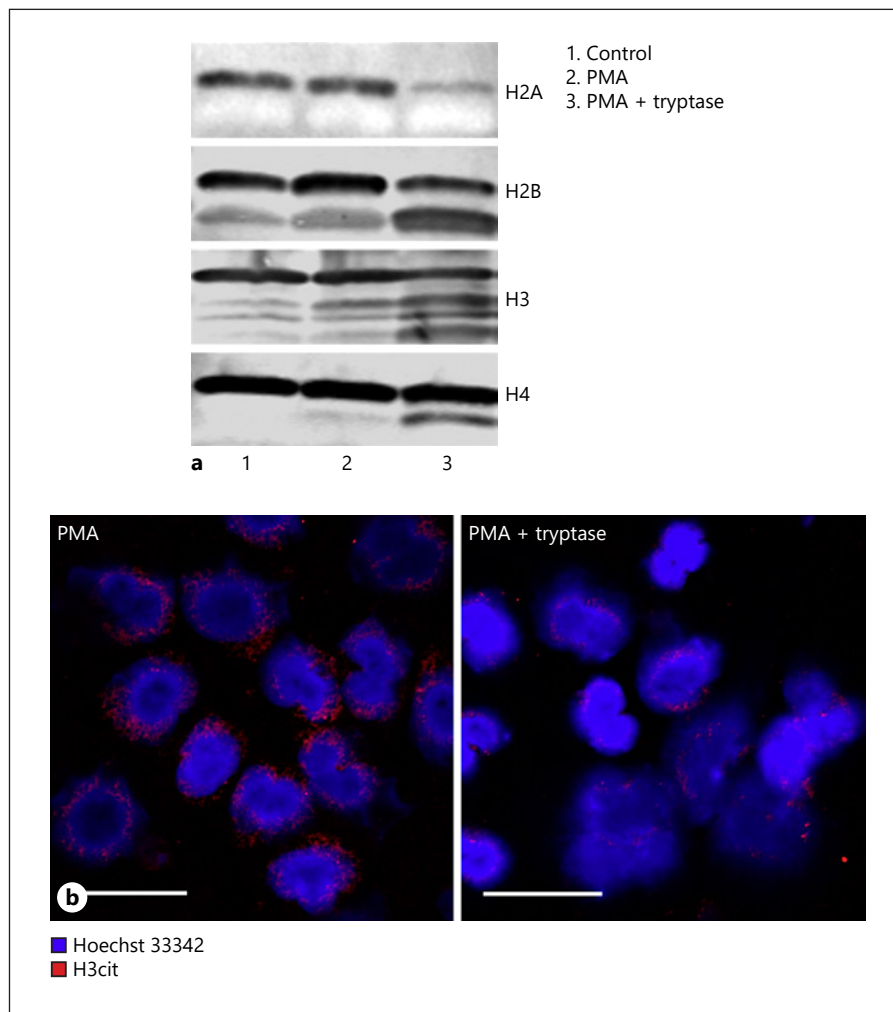 1. Control
2. PMA
3. PMA + tryptase
H2A
H2B
H3
H4
a 1 2 3
PMA
PMA + tryptase
b
Hoechst 33342
H3cit